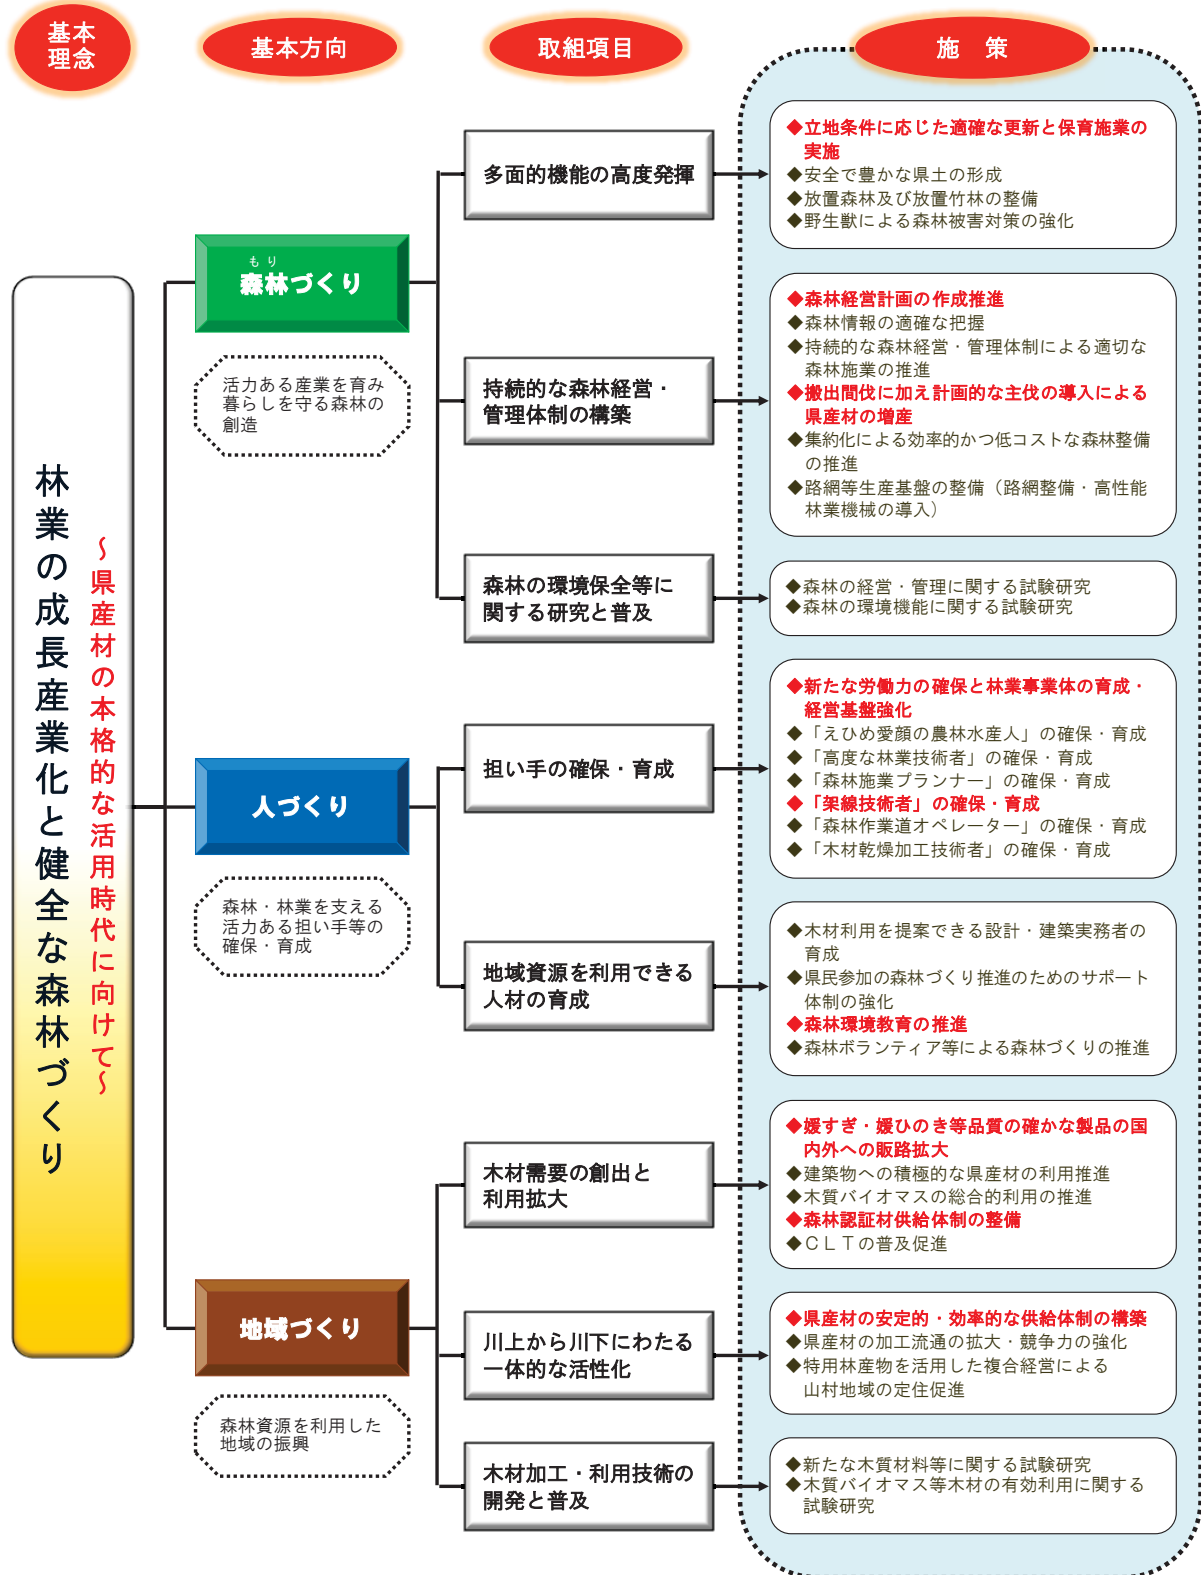 基本
理念
基本方向
取組項目
施　策
林業の成長産業化と健全な森林づくり
～県産材の本格的な活用時代に向けて～
もり
森林づくり
活力ある産業を育み
暮らしを守る森林の
創造
多面的機能の高度発揮
◆立地条件に応じた適確な更新と保育施業の
実施
◆安全で豊かな県土の形成
◆放置森林及び放置竹林の整備
◆野生獣による森林被害対策の強化
持続的な森林経営・
管理体制の構築
◆森林経営計画の作成推進
◆森林情報の適確な把握
◆持続的な森林経営・管理体制による適切な
森林施業の推進
◆搬出間伐に加え計画的な主伐の導入による
県産材の増産
◆集約化による効率的かつ低コストな森林整備
の推進
◆路網等生産基盤の整備（路網整備・高性能
林業機械の導入）
森林の環境保全等に
関する研究と普及
◆森林の経営・管理に関する試験研究
◆森林の環境機能に関する試験研究
人づくり
森林・林業を支える
活力ある担い手等の
確保・育成
担い手の確保・育成
◆新たな労働力の確保と林業事業体の育成・
経営基盤強化
◆「えひめ愛顔の農林水産人」の確保・育成
◆「高度な林業技術者」の確保・育成
◆「森林施業プランナー」の確保・育成
◆「架線技術者」の確保・育成
◆「森林作業道オペレーター」の確保・育成
◆「木材乾燥加工技術者」の確保・育成
地域資源を利用できる
人材の育成
◆木材利用を提案できる設計・建築実務者の
育成
◆県民参加の森林づくり推進のためのサポート
体制の強化
◆森林環境教育の推進
◆森林ボランティア等による森林づくりの推進
地域づくり
森林資源を利用した
地域の振興
木材需要の創出と
利用拡大
◆媛すぎ・媛ひのき等品質の確かな製品の国
内外への販路拡大
◆建築物への積極的な県産材の利用推進
◆木質バイオマスの総合的利用の推進
◆森林認証材供給体制の整備
◆ＣＬＴの普及促進
川上から川下にわたる
一体的な活性化
◆県産材の安定的・効率的な供給体制の構築
◆県産材の加工流通の拡大・競争力の強化
◆特用林産物を活用した複合経営による
山村地域の定住促進
木材加工・利用技術の
開発と普及
◆新たな木質材料等に関する試験研究
◆木質バイオマス等木材の有効利用に関する
試験研究